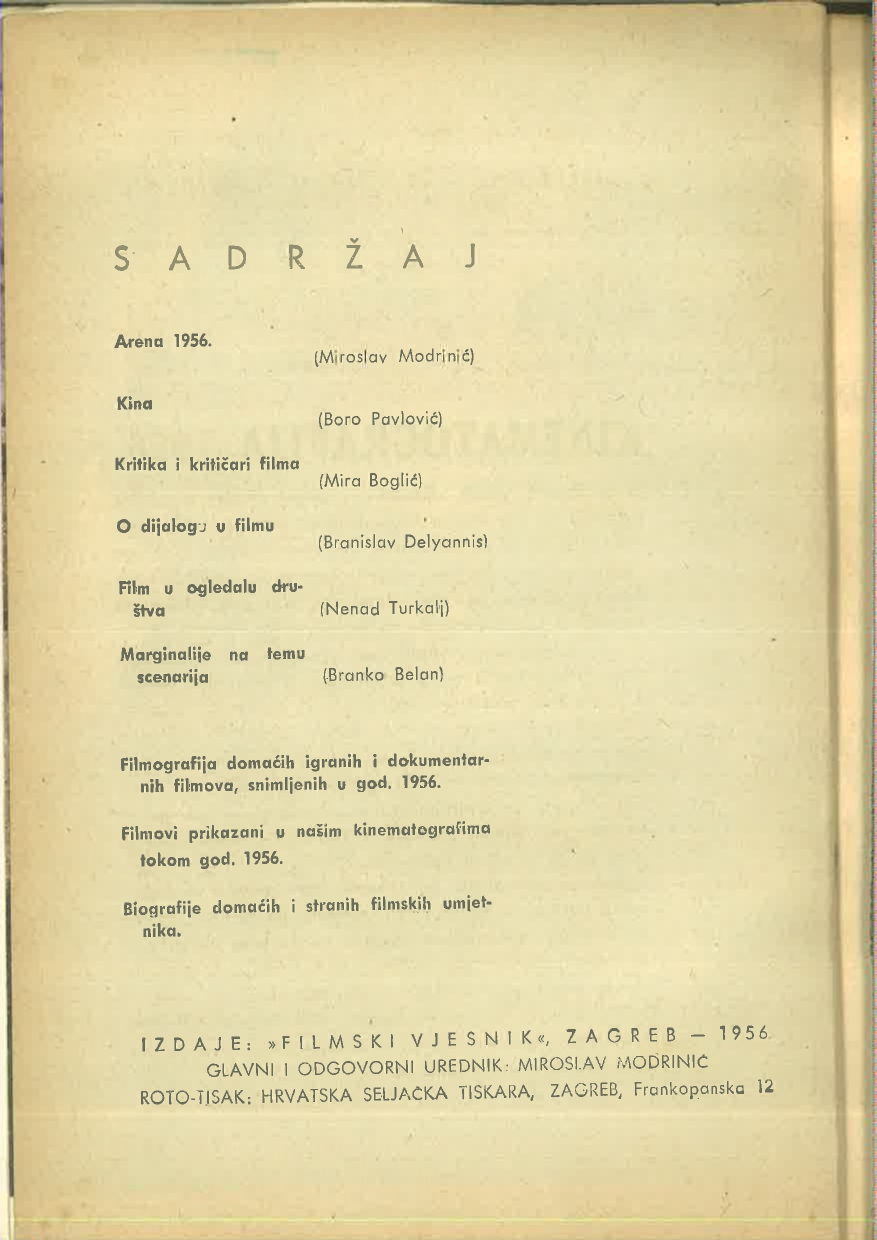 SADRŽAJ
Arena 1956.
(Miroslav Modrinić)
Kina
(Boro Pavlović)
Kritika i kritičari filma
(Mira Boglić)
O dijalogu u filmu
(Branislav Delyannis)
Film u ogledalu dru-
štva (Nenad Turkalj)
Marginalije na temu
scenarija (Branko Belan)
Filmografija domaćih igranih i dokumentar-
nih filmova, snimljenih u god. 1956.
Filmovi prikazani u našim kinematografima
tokom god. 1956.
Biografije domaćih i stranih filmskih umjet-
nika.
IZDAJE: »FILMSKI VJESNIK«, ZAGREB — 1956
GLAVNI I ODGOVORNI UREDNIK: MIROSLAV MODRINIĆ
ROTO-TISAK: HRVATSKA SELJAČKA TISKARA, ZAGREB, Frankopanska 12